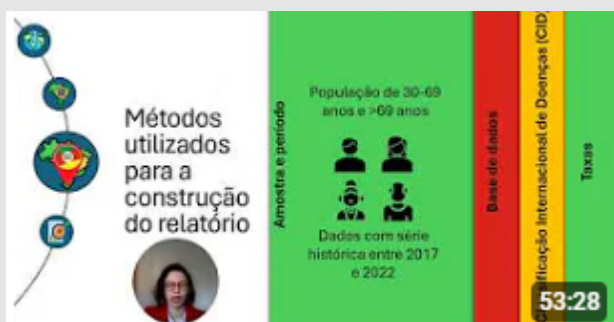 Métodos
utilizados
para a
construção
do relatório
Amostra e período
População de 30-69
anos e >69 anos
Dados com série
histórica entre 2017
e 2022
Base de dados
Internacional de Doenças (CID)
Taxas
53:28